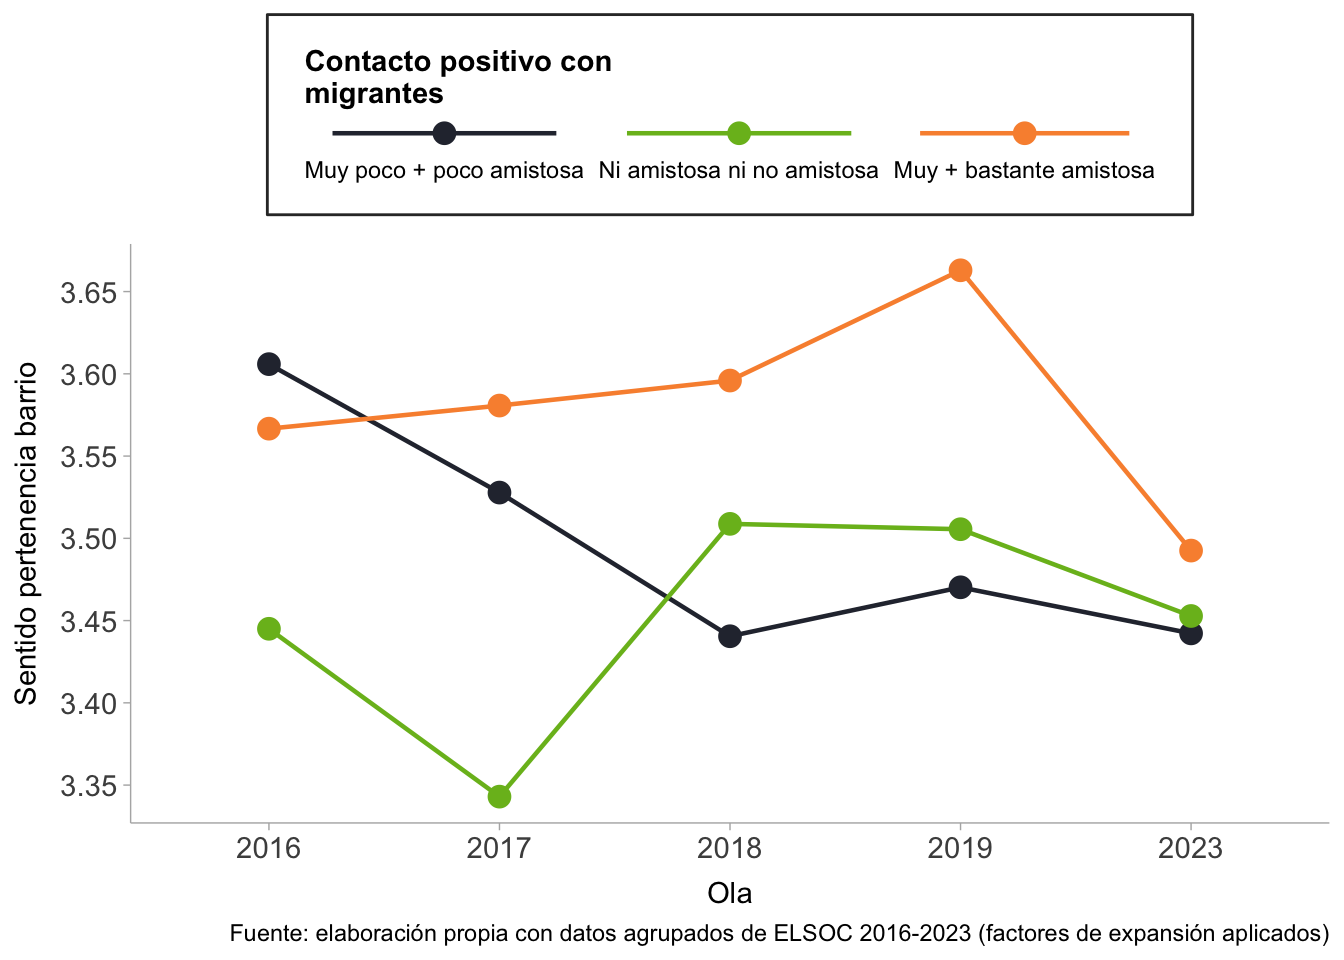 Contacto positivo con
migrantes
Muy poco + poco amistosa Ni amistosa ni no amistosa Muy + bastante amistosa
Sentido pertenencia barrio
3.65
3.60
3.55
3.50
3.45
3.40
3.35
2016 2017 2018 2019 2023
Ola
Fuente: elaboración propia con datos agrupados de ELSOC 2016-2023 (factores de expansión aplicados)